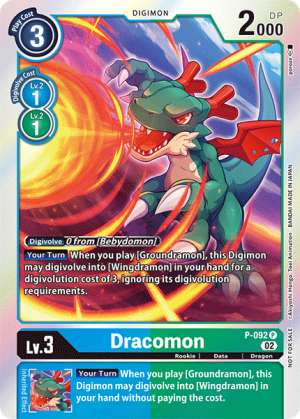 DIGIMON
Play Cost
3
2000
DP
Digivolve Cost
Lv.2
1
Lv.2
1
Digivolve 0 from [Bebydomon]
Your Turn When you play [Groundramon], this Digimon
may digivolve into [Wingdramon] in your hand for a
digivolution cost of 3, ignoring its digivolution
requirements.
Lv.3
Dracomon
P-092 P
02
Rookie | Data | Dragon
Inherited Effect
Your Turn When you play [Groundramon], this
Digimon may digivolve into [Wingdramon] in
your hand without paying the cost.
©Akiyoshi Hongo, Toei Animation BANDAI MADE IN JAPAN
NOT FOR SALE